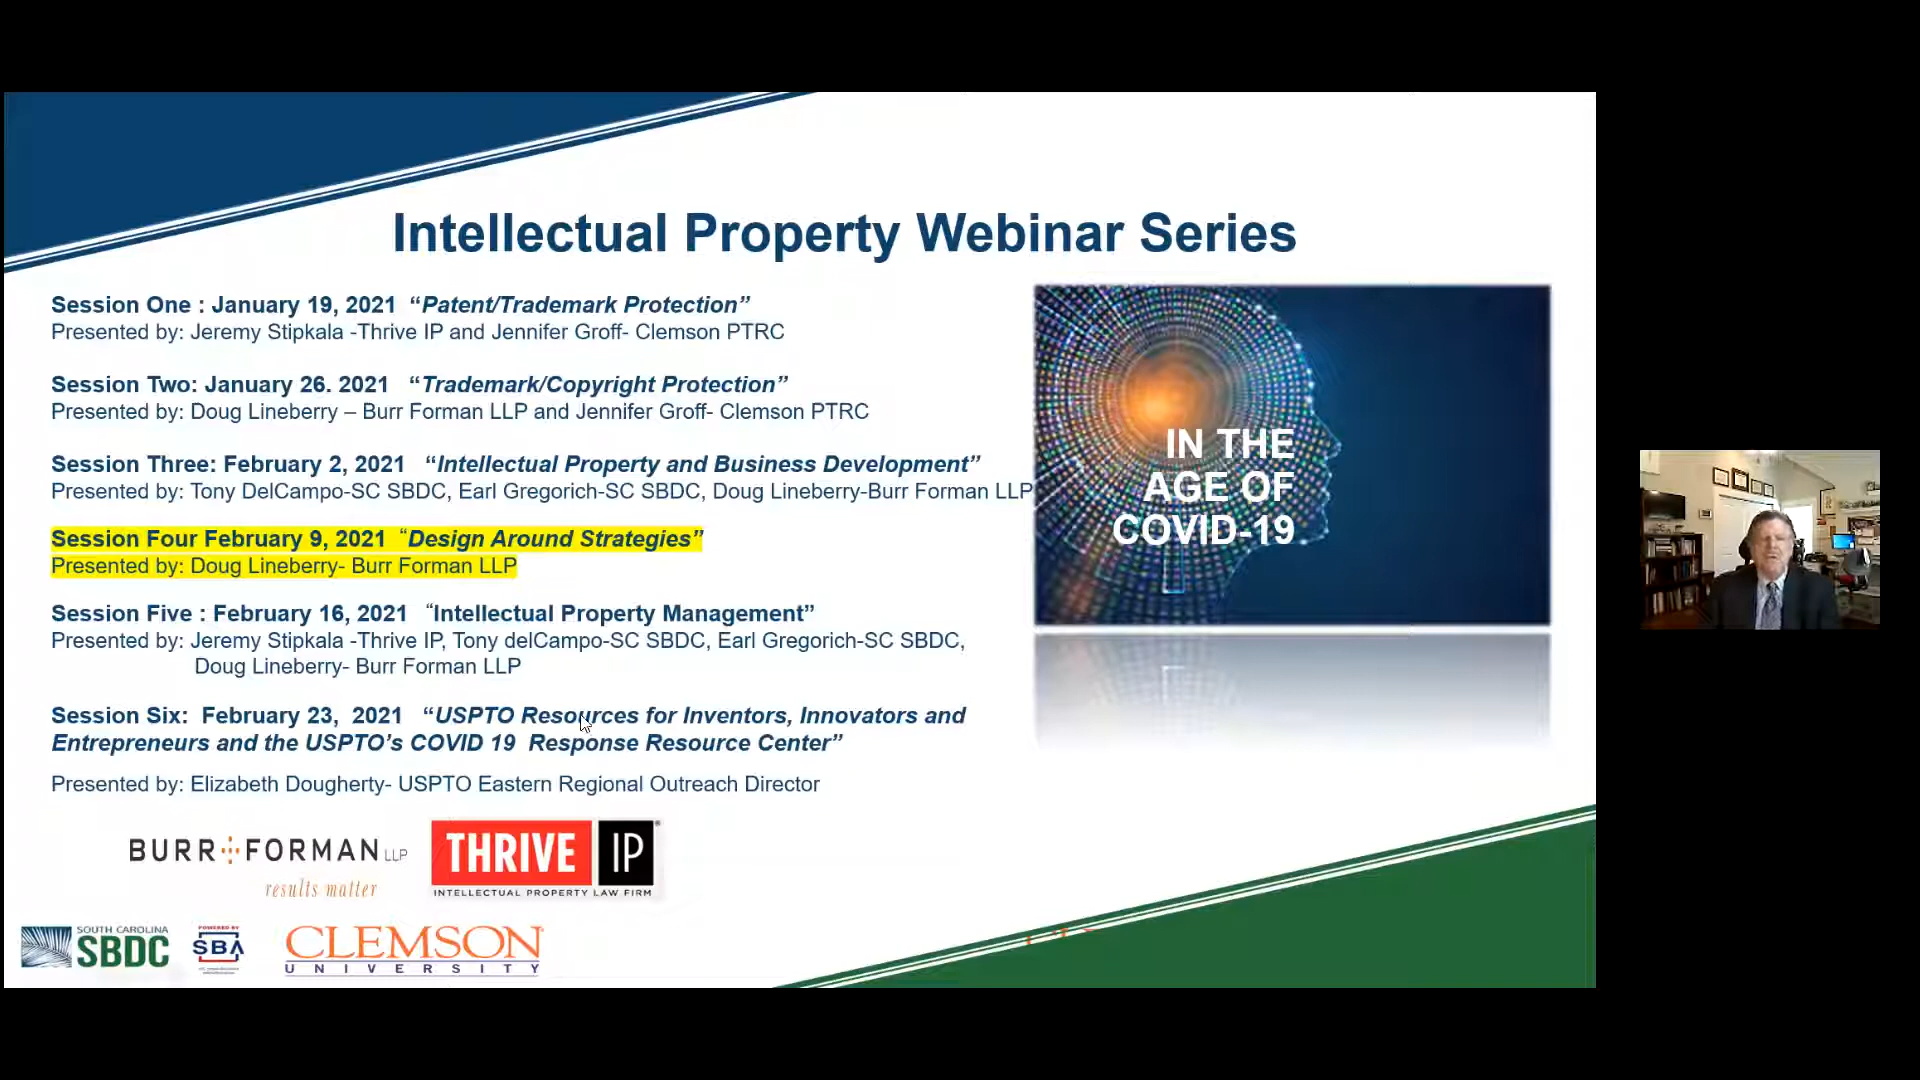 Intellectual Property Webinar Series
Session One : January 19, 2021 “Patent/Trademark Protection”
Presented by: Jeremy Stipkala -Thrive IP and Jennifer Groff- Clemson PTRC
Session Two: January 26. 2021 “Trademark/Copyright Protection”
Presented by: Doug Lineberry – Burr Forman LLP and Jennifer Groff- Clemson PTRC
Session Three: February 2, 2021 “Intellectual Property and Business Development”
Presented by: Tony DelCampo-SC SBDC, Earl Gregorich-SC SBDC, Doug Lineberry-Burr Forman LLP
Session Four February 9, 2021 “Design Around Strategies”
Presented by: Doug Lineberry- Burr Forman LLP
Session Five : February 16, 2021 “Intellectual Property Management”
Presented by: Jeremy Stipkala -Thrive IP, Tony delCampo-SC SBDC, Earl Gregorich-SC SBDC,
Doug Lineberry- Burr Forman LLP
Session Six: February 23, 2021 “USPTO Resources for Inventors, Innovators and
Entrepreneurs and the USPTO’s COVID 19 Response Resource Center”
Presented by: Elizabeth Dougherty- USPTO Eastern Regional Outreach Director
IN THE
AGE OF
COVID-19
BURR FORMAN LLP
results matter
THRIVE IP®
INTELLECTUAL PROPERTY LAW FIRM
SOUTH CAROLINA
SBDC
POWERED BY
SBA
CLEMSON
UNIVERSITY